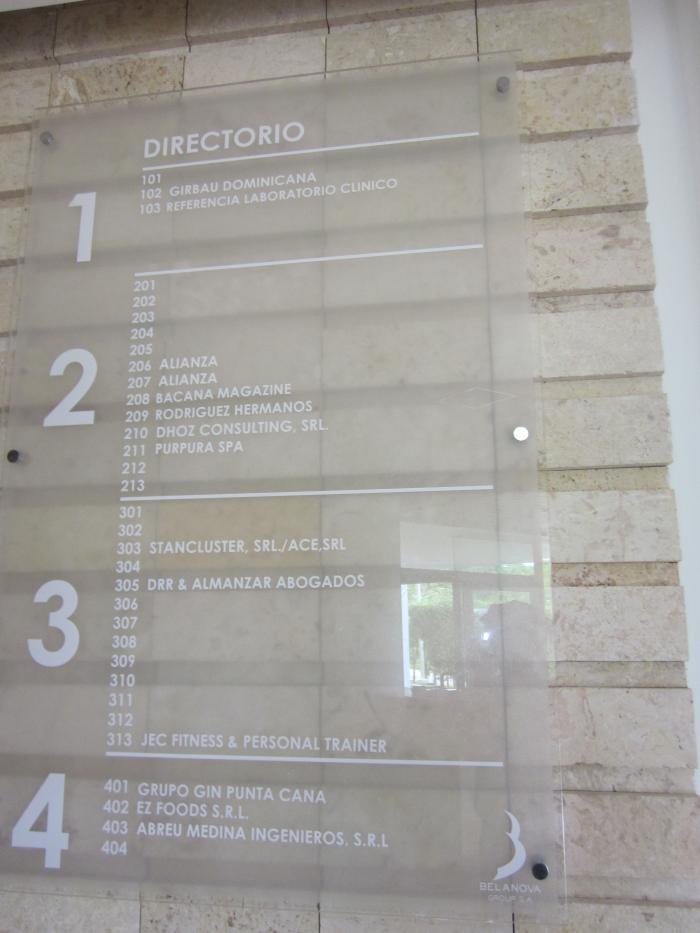 DIRECTORIO
1
101
102 GIRBAU DOMINICANA
103 REFERENCIA LABORATORIO CLINICO
2
201
202
203
204
205
206 ALIANZA
207 ALIANZA
208 BACANA MAGAZINE
209 RODRIGUEZ HERMANOS
210 DHOZ CONSULTING, SRL.
211 PURPURA SPA
212
213
3
301
302
303 STANCLUSTER, SRL./ACE,SRL
304
305 DRR & ALMANZAR ABOGADOS
306
307
308
309
310
311
312
313 JEC FITNESS & PERSONAL TRAINER
4
401 GRUPO GIN PUNTA CANA
402 EZ FOODS S.R.L.
403 ABREU MEDINA INGENIEROS. S.R.L
404
BELANOVA
GROUP S.A